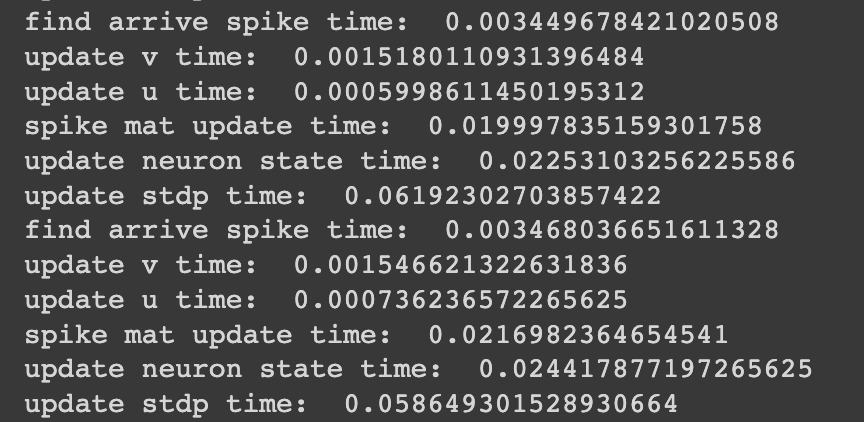 find arrive spike time:  0.003449678421020508
update v time:  0.0015180110931396484
update u time:  0.0005998611450195312
spike mat update time:  0.019997835159301758
update neuron state time:  0.02253103256225586
update stdp time:  0.06192302703857422
find arrive spike time:  0.003468036651611328
update v time:  0.001546621322631836
update u time:  0.000736236572265625
spike mat update time:  0.0216982364654541
update neuron state time:  0.024417877197265625
update stdp time:  0.058649301528930664